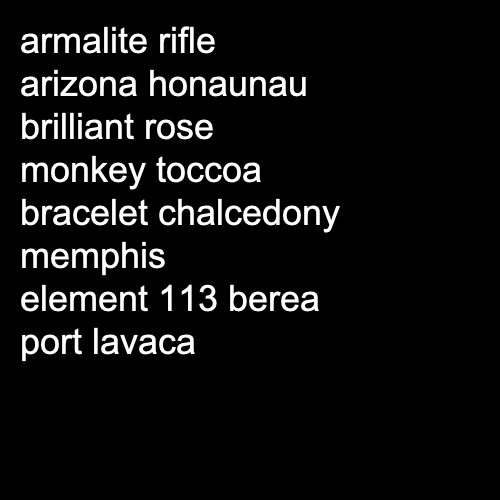 armalite rifle
arizona honaunau
brilliant rose
monkey toccoa
bracelet chalcedony
memphis
element 113 berea
port lavaca